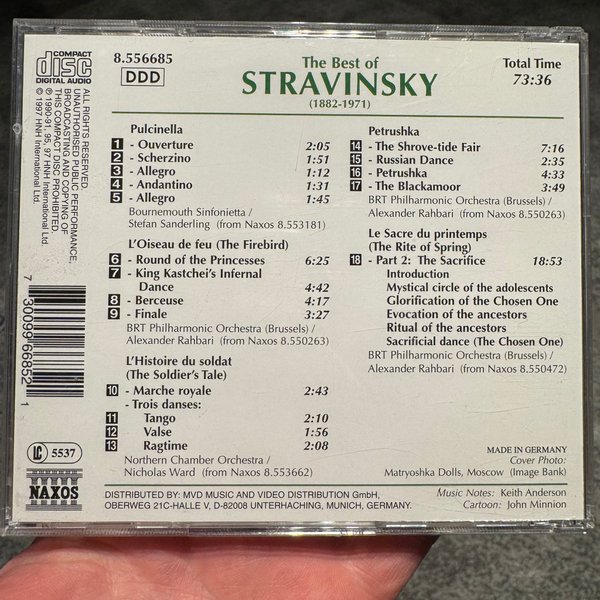 COMPACT
disc
DIGITAL AUDIO
8.556685
DDD
The Best of
STRAVINSKY
(1882-1971)
Total Time
73:36
ALL RIGHTS RESERVED.
UNAUTHORISED PUBLIC PERFORMANCE,
BROADCASTING AND COPYING OF
THIS COMPACT DISC PROHIBITED.
℗ 1990-91, 95, 97 HNH International Ltd.
© 1997 HNH International Ltd.
7 30099 66852 1
LC 5537
NAXOS
Pulcinella
1 - Ouverture 2:05
2 - Scherzino 1:51
3 - Allegro 1:12
4 - Andantino 1:31
5 - Allegro 1:45
Bournemouth Sinfonietta /
Stefan Sanderling (from Naxos 8.553181)
L'Oiseau de feu (The Firebird)
6 - Round of the Princesses 6:25
7 - King Kastchei's Infernal
Dance 4:42
8 - Berceuse 4:17
9 - Finale 3:27
BRT Philharmonic Orchestra (Brussels) /
Alexander Rahbari (from Naxos 8.550263)
L'Histoire du soldat
(The Soldier's Tale)
10 - Marche royale 2:43
- Trois danses:
11 Tango 2:10
12 Valse 1:56
13 Ragtime 2:08
Northern Chamber Orchestra /
Nicholas Ward (from Naxos 8.553662)
Petrushka
14 - The Shrove-tide Fair 7:16
15 - Russian Dance 2:35
16 - Petrushka 4:33
17 - The Blackamoor 3:49
BRT Philharmonic Orchestra (Brussels) /
Alexander Rahbari (from Naxos 8.550263)
Le Sacre du printemps
(The Rite of Spring)
18 - Part 2: The Sacrifice 18:53
Introduction
Mystical circle of the adolescents
Glorification of the Chosen One
Evocation of the ancestors
Ritual of the ancestors
Sacrificial dance (The Chosen One)
BRT Philharmonic Orchestra (Brussels) /
Alexander Rahbari (from Naxos 8.550472)
MADE IN GERMANY
Cover Photo:
Matryoshka Dolls, Moscow (Image Bank)
DISTRIBUTED BY: MVD MUSIC AND VIDEO DISTRIBUTION GmbH,
OBERWEG 21C-HALLE V, D-82008 UNTERHACHING, MUNICH, GERMANY.
Music Notes: Keith Anderson
Cartoon: John Minnion